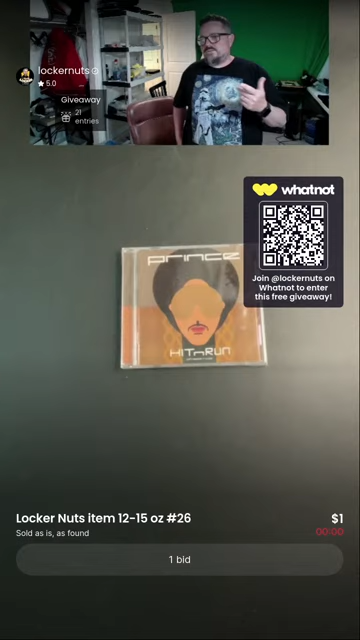 lockernuts
5.0
Giveaway
21
entries
whatnot
Join @lockernuts on
Whatnot to enter
this free giveaway!
prince
HITnRUN
Locker Nuts item 12-15 oz #26
$1
Sold as is, as found
00:00
1 bid